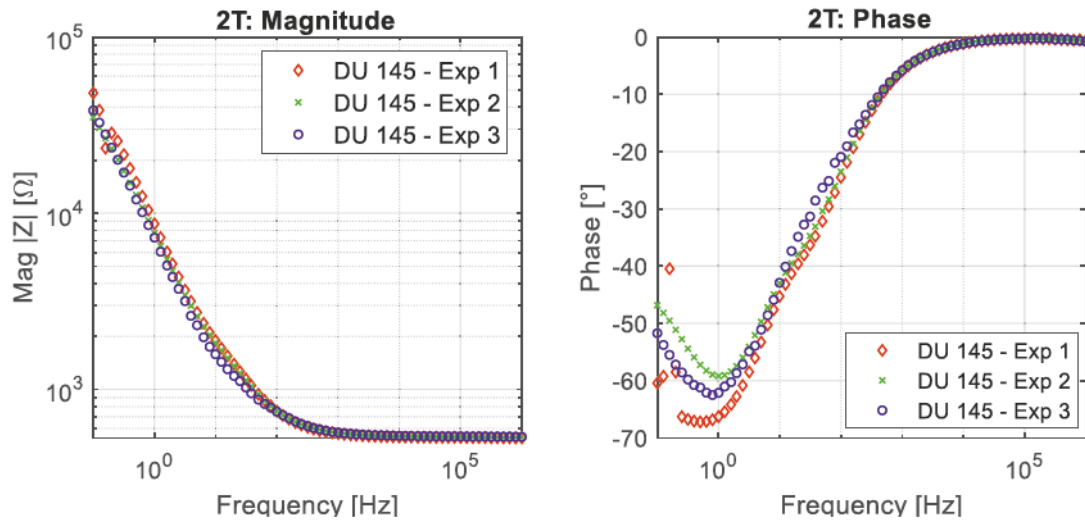 2T: Magnitude
10^5
10^4
10^3
Mag |Z| [Ω]
DU 145 - Exp 1
DU 145 - Exp 2
DU 145 - Exp 3
10^0
10^5
Frequency [Hz]
2T: Phase
0
-10
-20
-30
-40
-50
-60
-70
Phase [°]
DU 145 - Exp 1
DU 145 - Exp 2
DU 145 - Exp 3
10^0
10^5
Frequency [Hz]